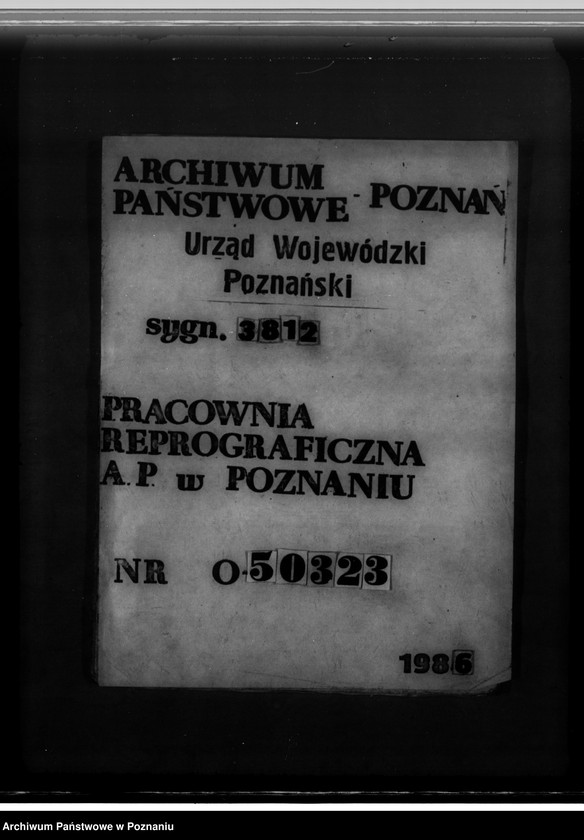 ARCHIWUM
PAŃSTWOWE - POZNAŃ
Urząd Wojewódzki
Poznański
sygn. 3812
PRACOWNIA
REPROGRAFICZNA
A.P. w POZNANIU
NR O-50323
1986
Archiwum Państwowe w Poznaniu